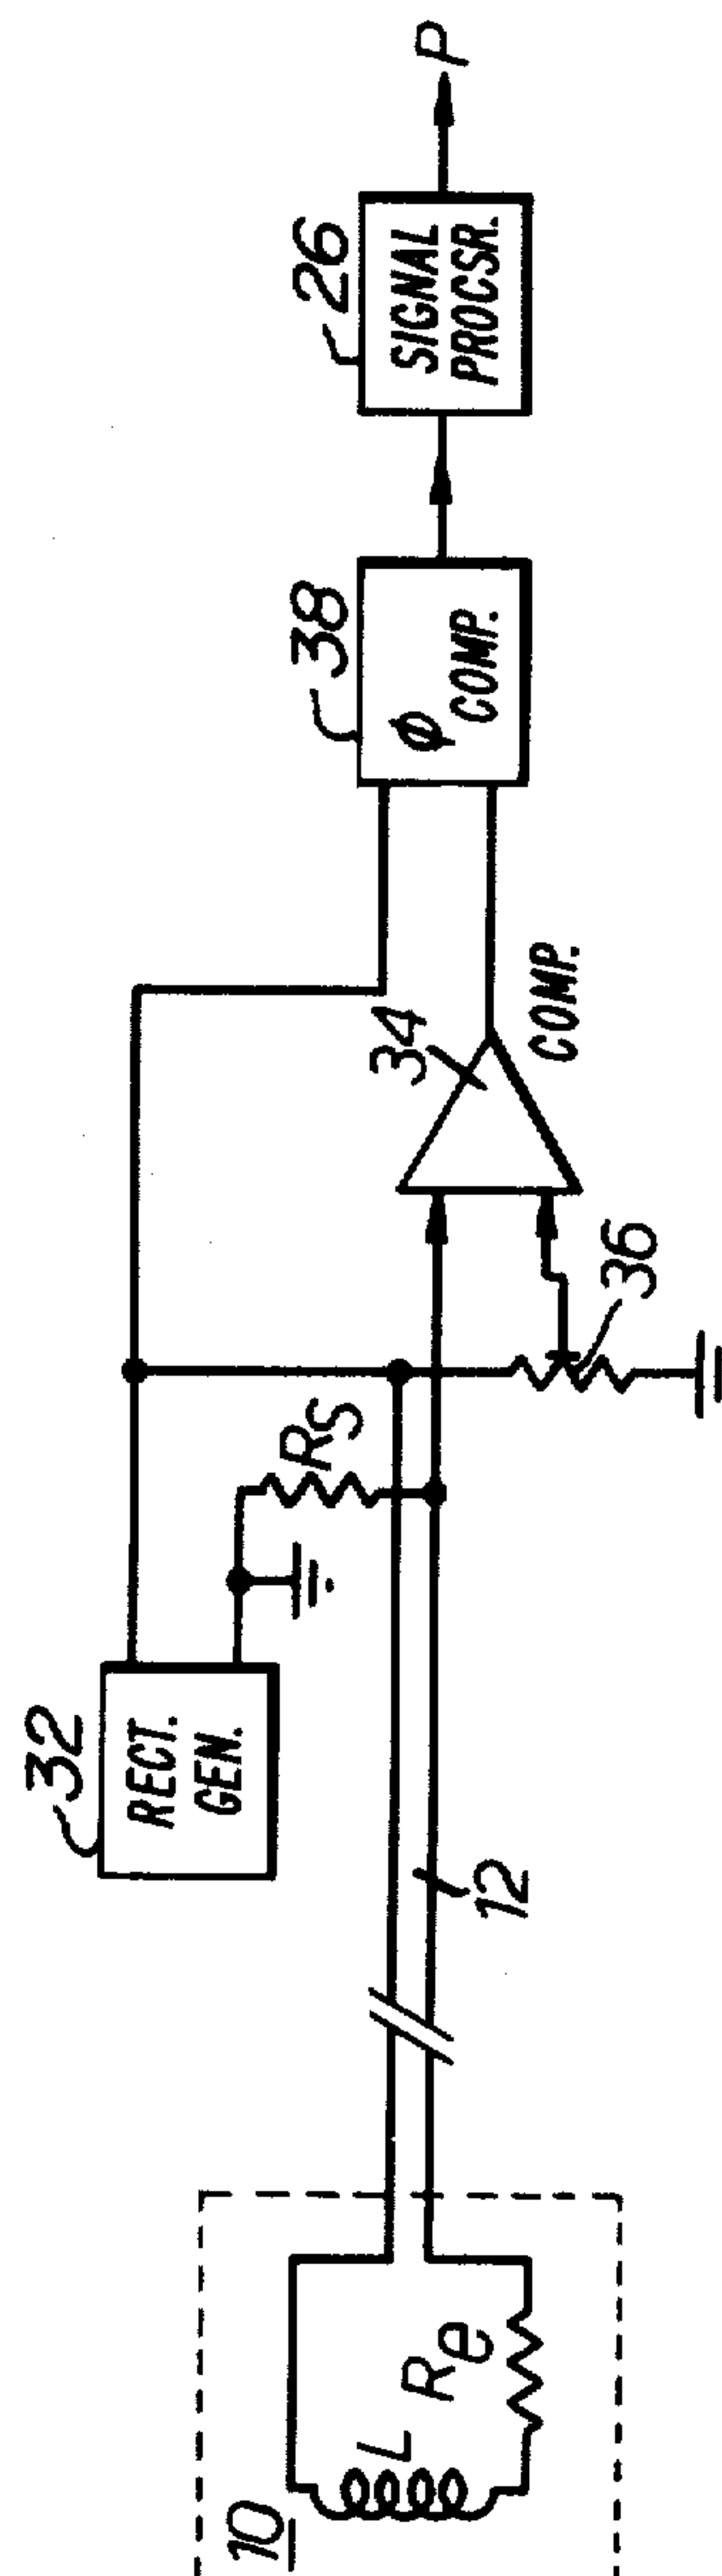 10
L
Re
12
32
RECT.
GEN.
RS
36
34
COMP.
38
ϕ
COMP.
26
SIGNAL
PROCSR.
P